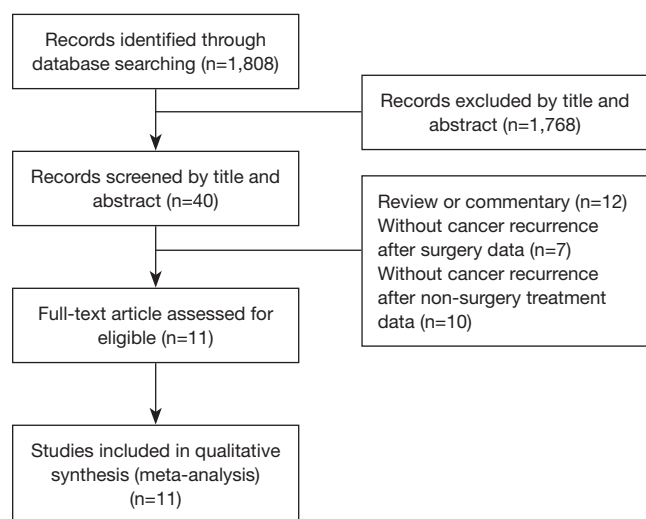 Records identified through
database searching (n=1,808)
Records excluded by title and
abstract (n=1,768)
Records screened by title and
abstract (n=40)
Review or commentary (n=12)
Without cancer recurrence
after surgery data (n=7)
Without cancer recurrence
after non-surgery treatment
data (n=10)
Full-text article assessed for
eligible (n=11)
Studies included in qualitative
synthesis (meta-analysis)
(n=11)